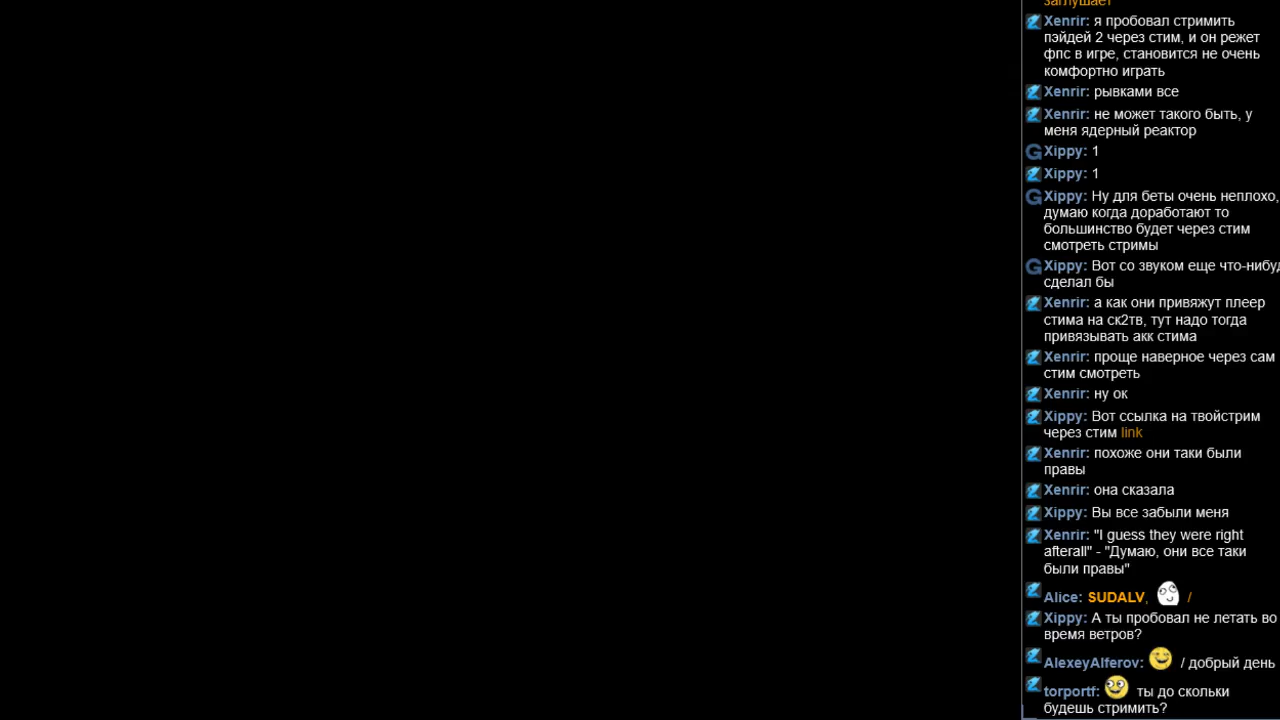 заглушает
Xenrir: я пробовал стримить
пэйдей 2 через стим, и он режет
фпс в игре, становится не очень
комфортно играть
Xenrir: рывками все
Xenrir: не может такого быть, у
меня ядерный реактор
Xippy: 1
Xippy: 1
Xippy: Ну для беты очень неплохо,
думаю когда доработают то
большинство будет через стим
смотреть стримы
Xippy: Вот со звуком еще что-нибуд
сделал бы
Xenrir: а как они привяжут плеер
стима на ск2тв, тут надо тогда
привязывать акк стима
Xenrir: проще наверное через сам
стим смотреть
Xenrir: ну ок
Xippy: Вот ссылка на твойстрим
через стим link
Xenrir: похоже они таки были
правы
Xenrir: она сказала
Xippy: Вы все забыли меня
Xenrir: "I guess they were right
afterall" - "Думаю, они все таки
были правы"
Alice: SUDALV, /
Xippy: А ты пробовал не летать во
время ветров?
AlexeyAlferov: / добрый день
torportf: ты до скольки
будешь стримить?